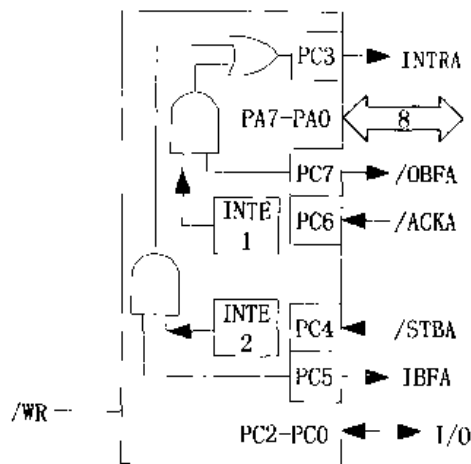 PC3 INTRA
PA7-PA0 8
PC7 /OBFA
INTE
1
PC6 /ACKA
INTE
2
PC4 /STBA
PC5 IBFA
/WR
PC2-PC0 I/O